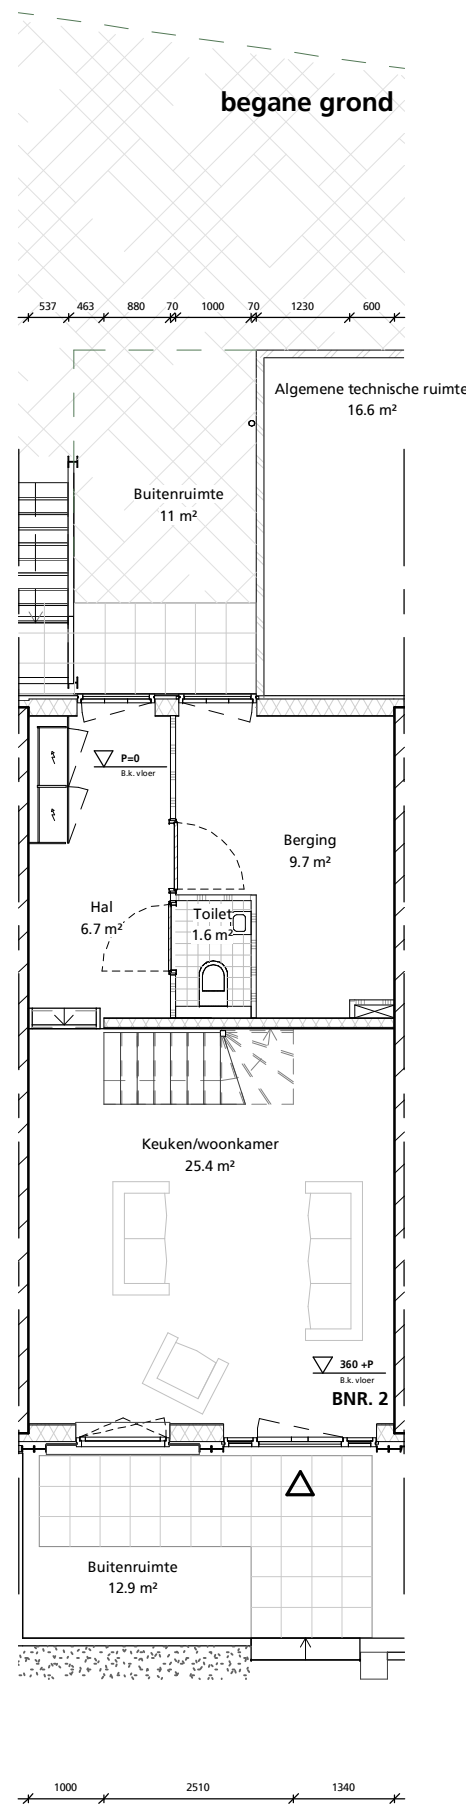 begane grond
537 463 880 70 1000 70 1230 600
Algemene technische ruimte
16.6 m²
Buitenruimte
11 m²
P=0
B.k. vloer
Berging
9.7 m²
Hal
6.7 m²
Toilet
1.6 m²
Keuken/woonkamer
25.4 m²
360 +P
B.k. vloer
BNR. 2
Buitenruimte
12.9 m²
1000 2510 1340